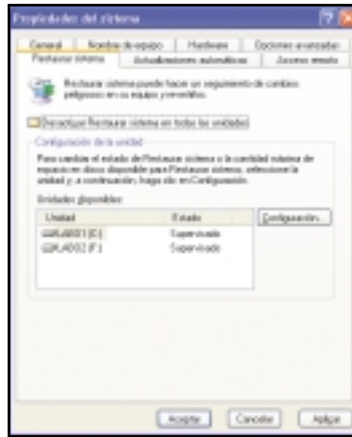 Propiedades del sistema
General Nombre de equipo Hardware Opciones avanzadas
Restaurar sistema Actualizaciones automáticas Acceso remoto
Restaurar sistema puede hacer un seguimiento de cambios
peligrosos en su equipo y revertirlos.
Desactivar Restaurar sistema en todas las unidades
Configuración de la unidad
Para cambiar el estado de Restaurar sistema o la cantidad máxima de
espacio en disco disponible para Restaurar sistema, seleccione la
unidad y, a continuación, haga clic en Configuración.
Unidades disponibles:
Unidad Estado
(C:) Supervisado
(F:) Supervisado
Configuración...
Aceptar Cancelar Aplicar